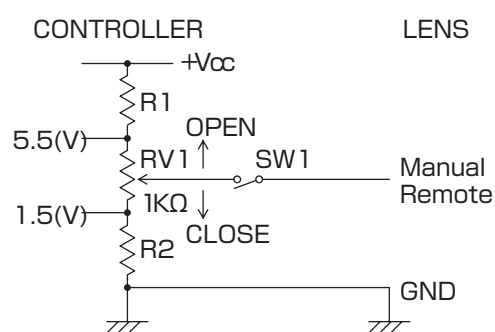 CONTROLLER LENS
+Vcc
R1
5.5(V) OPEN
RV1 SW1
Manual
Remote
1KΩ
1.5(V)
CLOSE
R2
GND